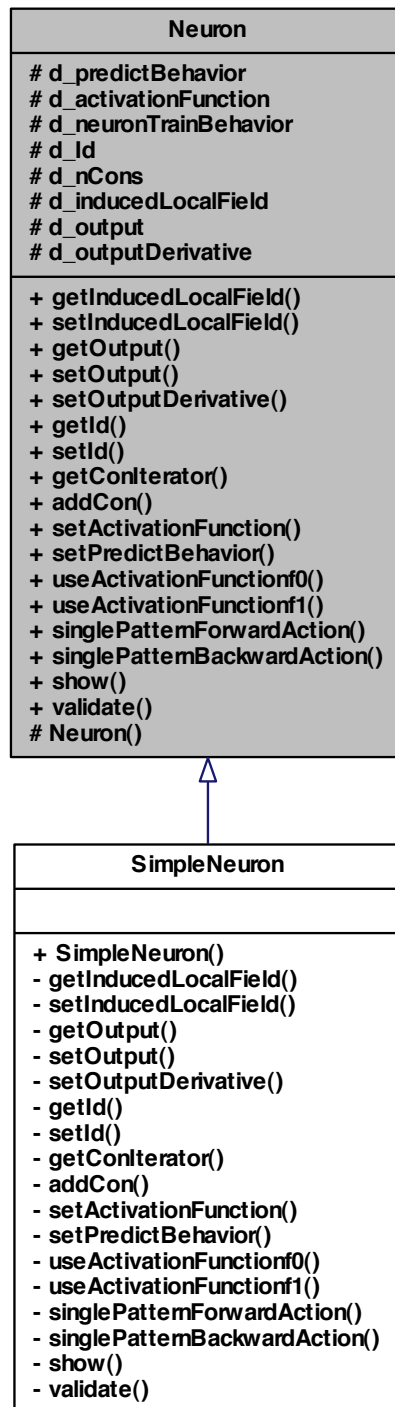 Neuron
# d_predictBehavior
# d_activationFunction
# d_neuronTrainBehavior
# d_Id
# d_nCons
# d_inducedLocalField
# d_output
# d_outputDerivative
+ getInducedLocalField()
+ setInducedLocalField()
+ getOutput()
+ setOutput()
+ setOutputDerivative()
+ getId()
+ setId()
+ getConIterator()
+ addCon()
+ setActivationFunction()
+ setPredictBehavior()
+ useActivationFunctionf0()
+ useActivationFunctionf1()
+ singlePatternForwardAction()
+ singlePatternBackwardAction()
+ show()
+ validate()
# Neuron()
SimpleNeuron
+ SimpleNeuron()
- getInducedLocalField()
- setInducedLocalField()
- getOutput()
- setOutput()
- setOutputDerivative()
- getId()
- setId()
- getConIterator()
- addCon()
- setActivationFunction()
- setPredictBehavior()
- useActivationFunctionf0()
- useActivationFunctionf1()
- singlePatternForwardAction()
- singlePatternBackwardAction()
- show()
- validate()